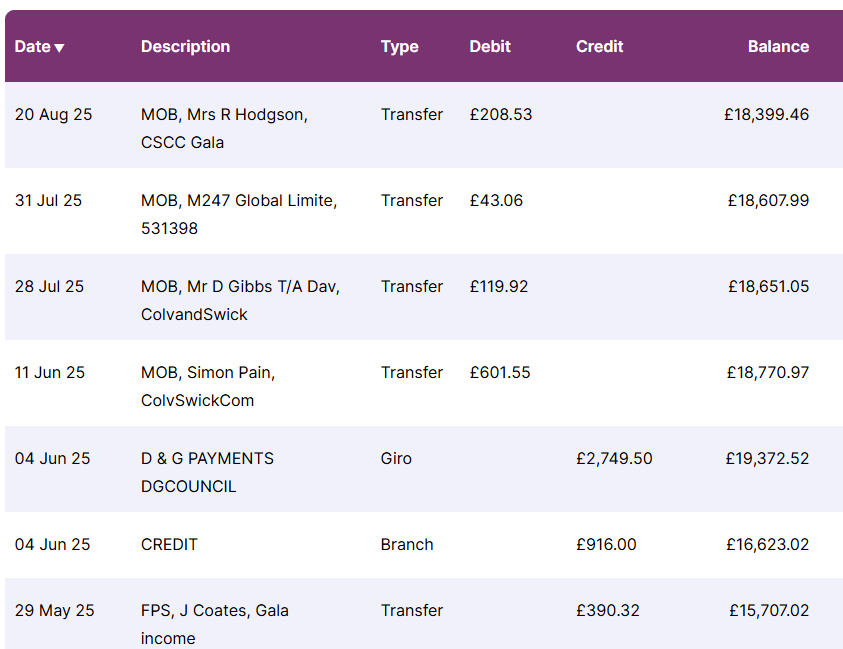 Date▼ Description Type Debit Credit Balance
20 Aug 25 MOB, Mrs R Hodgson, Transfer £208.53 £18,399.46
CSCC Gala
31 Jul 25 MOB, M247 Global Limite, Transfer £43.06 £18,607.99
531398
28 Jul 25 MOB, Mr D Gibbs T/A Dav, Transfer £119.92 £18,651.05
ColvandSwick
11 Jun 25 MOB, Simon Pain, Transfer £601.55 £18,770.97
ColvSwickCom
04 Jun 25 D & G PAYMENTS Giro £2,749.50 £19,372.52
DGCOUNCIL
04 Jun 25 CREDIT Branch £916.00 £16,623.02
29 May 25 FPS, J Coates, Gala Transfer £390.32 £15,707.02
income